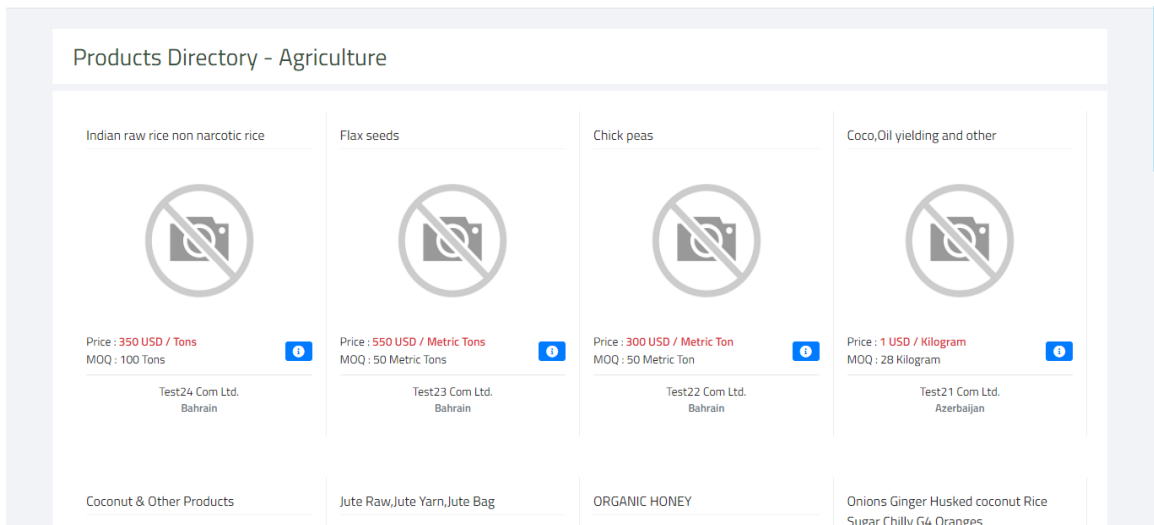 Products Directory - Agriculture
Indian raw rice non narcotic rice
Price : 350 USD / Tons
MOQ : 100 Tons
Test24 Com Ltd.
Bahrain
Flax seeds
Price : 550 USD / Metric Tons
MOQ : 50 Metric Tons
Test23 Com Ltd.
Bahrain
Chick peas
Price : 300 USD / Metric Ton
MOQ : 50 Metric Ton
Test22 Com Ltd.
Bahrain
Coco,Oil yielding and other
Price : 1 USD / Kilogram
MOQ : 28 Kilogram
Test21 Com Ltd.
Azerbaijan
Coconut & Other Products
Jute Raw,Jute Yarn,Jute Bag
ORGANIC HONEY
Onions Ginger Husked coconut Rice
Sugar Chilly G4 Oranges